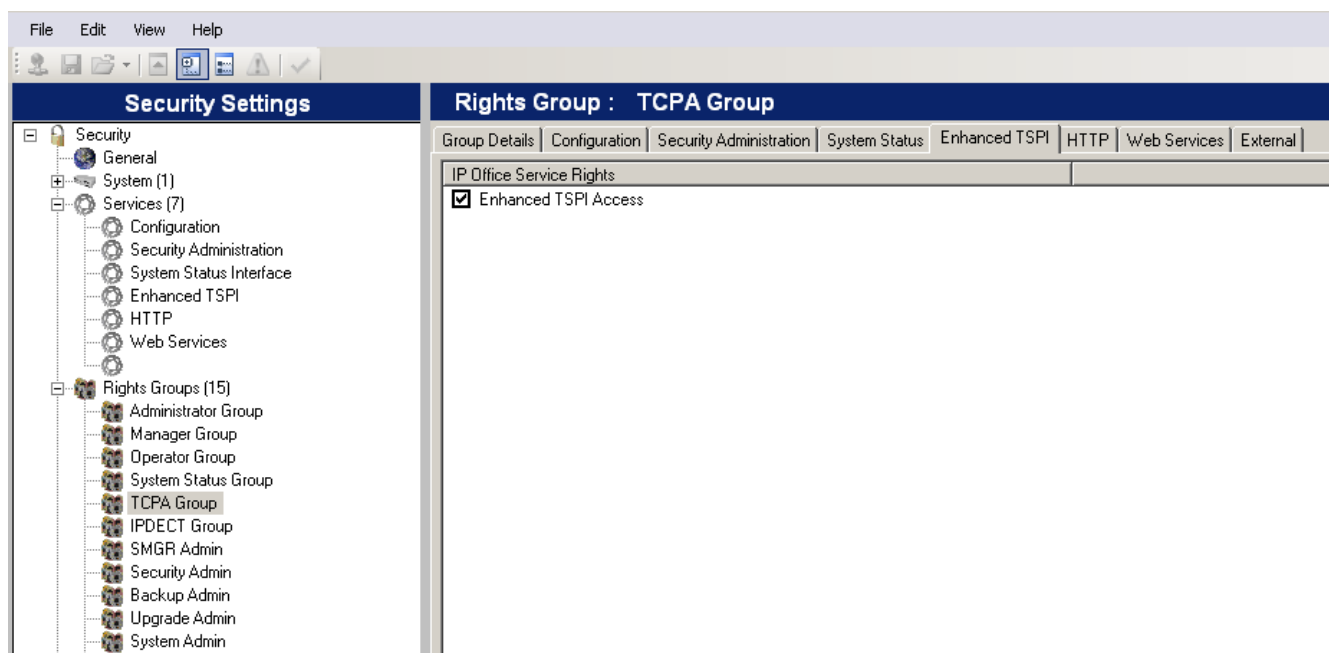 File Edit View Help
Security Settings
Rights Group : TCPA Group
Security
General
System (1)
Services (7)
Configuration
Security Administration
System Status Interface
Enhanced TSPI
HTTP
Web Services
Rights Groups (15)
Administrator Group
Manager Group
Operator Group
System Status Group
TCPA Group
IPDECT Group
SMGR Admin
Security Admin
Backup Admin
Upgrade Admin
System Admin
Group Details Configuration Security Administration System Status Enhanced TSPI HTTP Web Services External
IP Office Service Rights
Enhanced TSPI Access